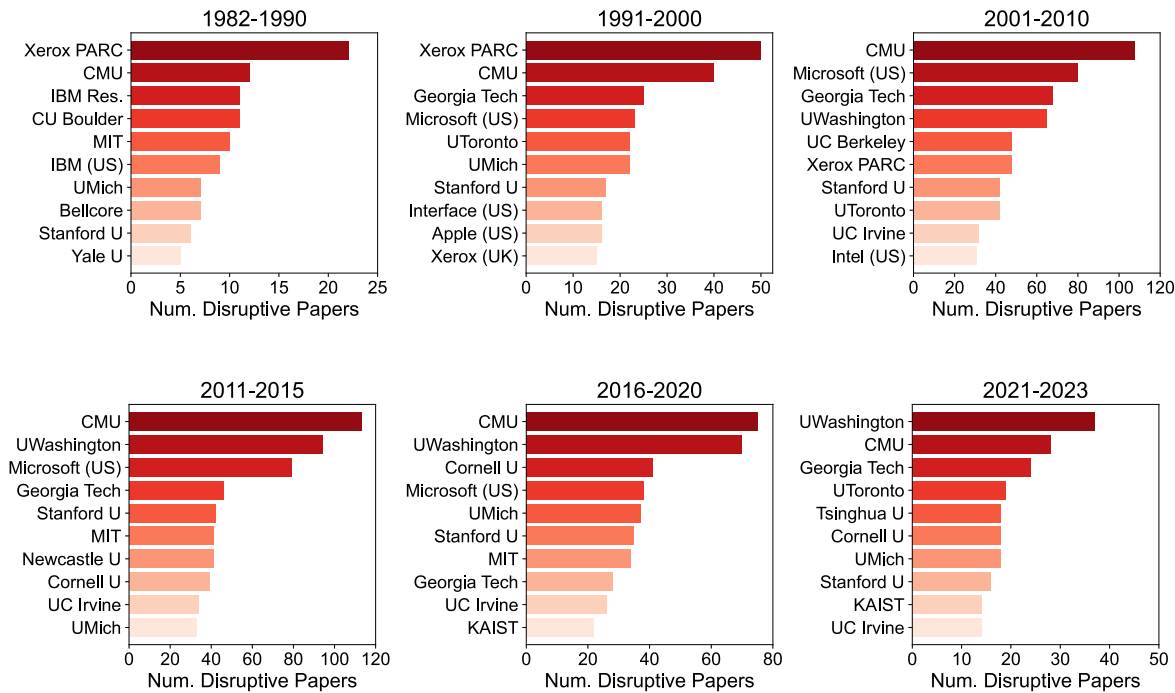 1982-1990
Xerox PARC
CMU
IBM Res.
CU Boulder
MIT
IBM (US)
UMich
Bellcore
Stanford U
Yale U
0 5 10 15 20 25
Num. Disruptive Papers
1991-2000
Xerox PARC
CMU
Georgia Tech
Microsoft (US)
UToronto
UMich
Stanford U
Interface (US)
Apple (US)
Xerox (UK)
0 10 20 30 40 50
Num. Disruptive Papers
2001-2010
CMU
Microsoft (US)
Georgia Tech
UWashington
UC Berkeley
Xerox PARC
Stanford U
UToronto
UC Irvine
Intel (US)
0 20 40 60 80 100 120
Num. Disruptive Papers
2011-2015
CMU
UWashington
Microsoft (US)
Georgia Tech
Stanford U
MIT
Newcastle U
Cornell U
UC Irvine
UMich
0 20 40 60 80 100 120
Num. Disruptive Papers
2016-2020
CMU
UWashington
Cornell U
Microsoft (US)
UMich
Stanford U
MIT
Georgia Tech
UC Irvine
KAIST
0 20 40 60 80
Num. Disruptive Papers
2021-2023
UWashington
CMU
Georgia Tech
UToronto
Tsinghua U
Cornell U
UMich
Stanford U
KAIST
UC Irvine
0 10 20 30 40 50
Num. Disruptive Papers